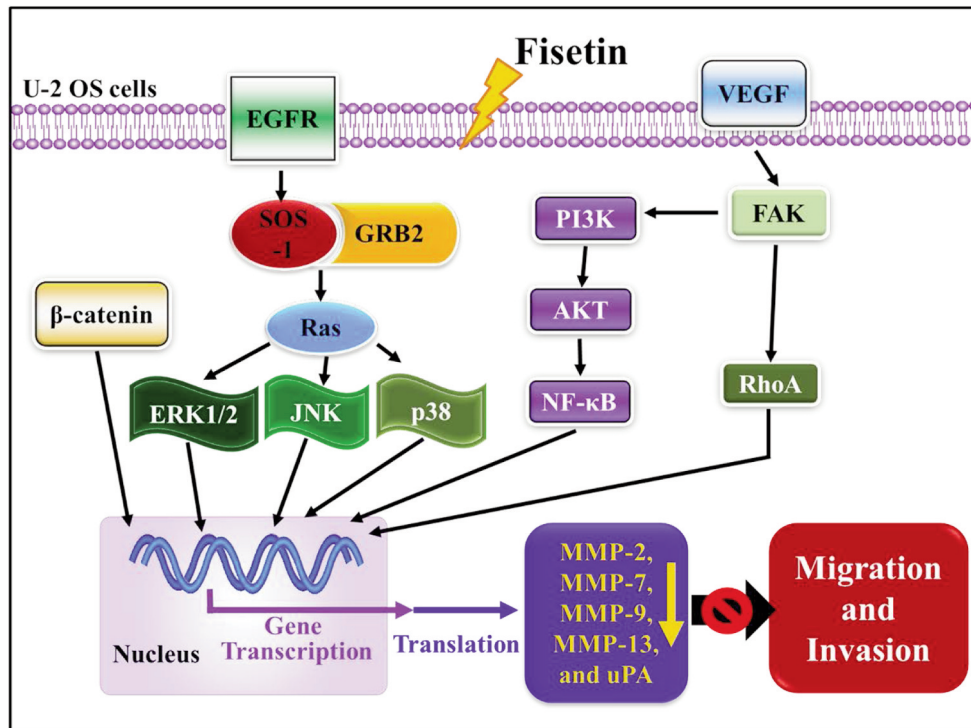 Fisetin
U-2 OS cells
EGFR
VEGF
SOS
-1
GRB2
PI3K
FAK
β-catenin
Ras
AKT
ERK1/2
JNK
p38
NF-κB
RhoA
MMP-2,
MMP-7,
MMP-9,
MMP-13,
and uPA
Migration
and
Invasion
Gene
Transcription
Translation
Nucleus